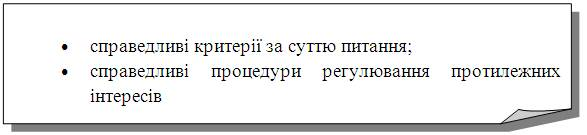 • справедливі критерії за суттю питання;
• справедливі процедури регулювання протилежних
інтересів